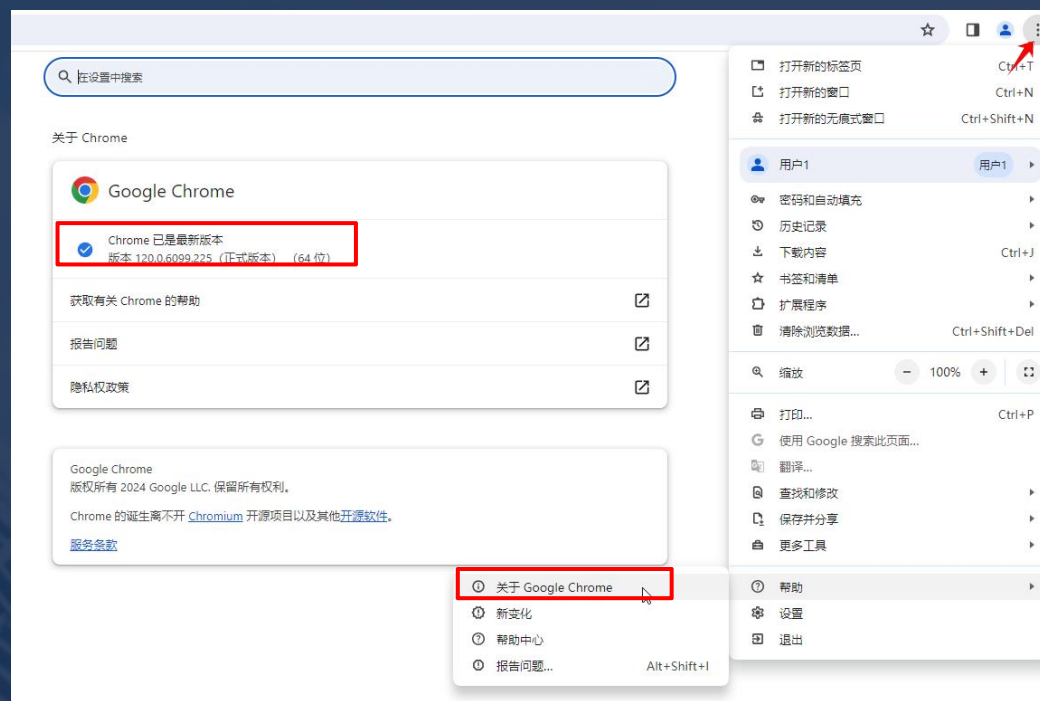 在设置中搜索
关于 Chrome
Google Chrome
Chrome 已是最新版本
版本 120.0.6099.225（正式版本） （64 位）
获取有关 Chrome 的帮助
报告问题
隐私权政策
Google Chrome
版权所有 2024 Google LLC. 保留所有权利。
Chrome 的诞生离不开 Chromium 开源项目以及其他开源软件。
服务条款
打开新的标签页 Ctrl+T
打开新的窗口 Ctrl+N
打开新的无痕式窗口 Ctrl+Shift+N
用户1 用户1
密码和自动填充
历史记录
下载内容 Ctrl+J
书签和清单
扩展程序
清除浏览数据... Ctrl+Shift+Del
缩放 - 100% +
打印... Ctrl+P
使用 Google 搜索此页面...
翻译...
查找和修改
保存并分享
更多工具
帮助
设置
退出
关于 Google Chrome
新变化
帮助中心
报告问题... Alt+Shift+I